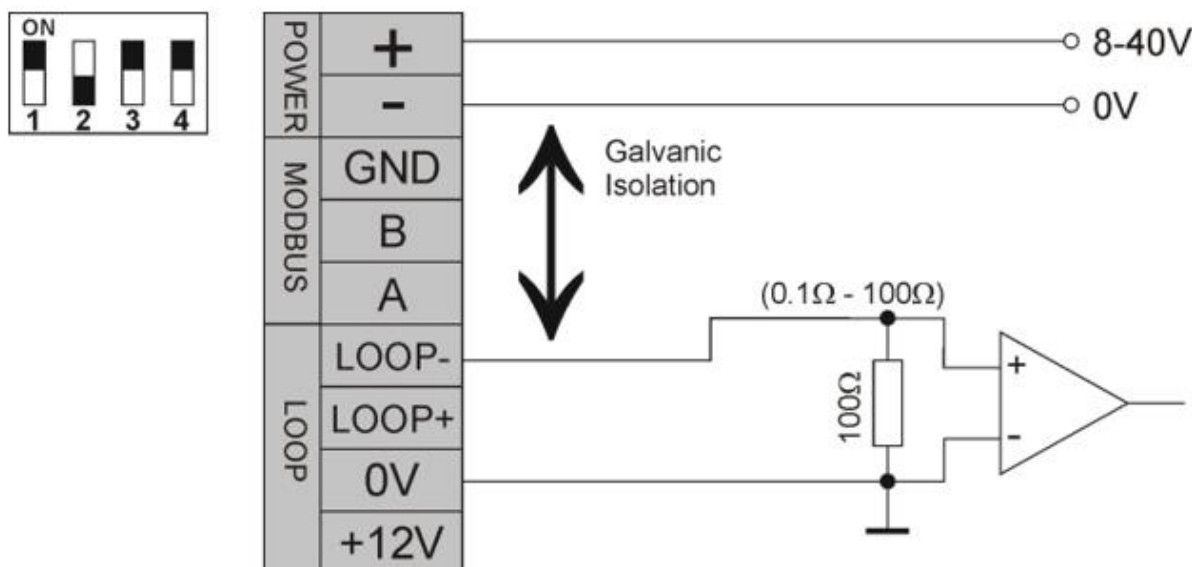 ON
1 2 3 4
POWER
+
-
MODBUS
GND
B
A
LOOP
LOOP-
LOOP+
0V
+12V
8-40V
0V
Galvanic
Isolation
(0.1Ω - 100Ω)
100Ω
+
-